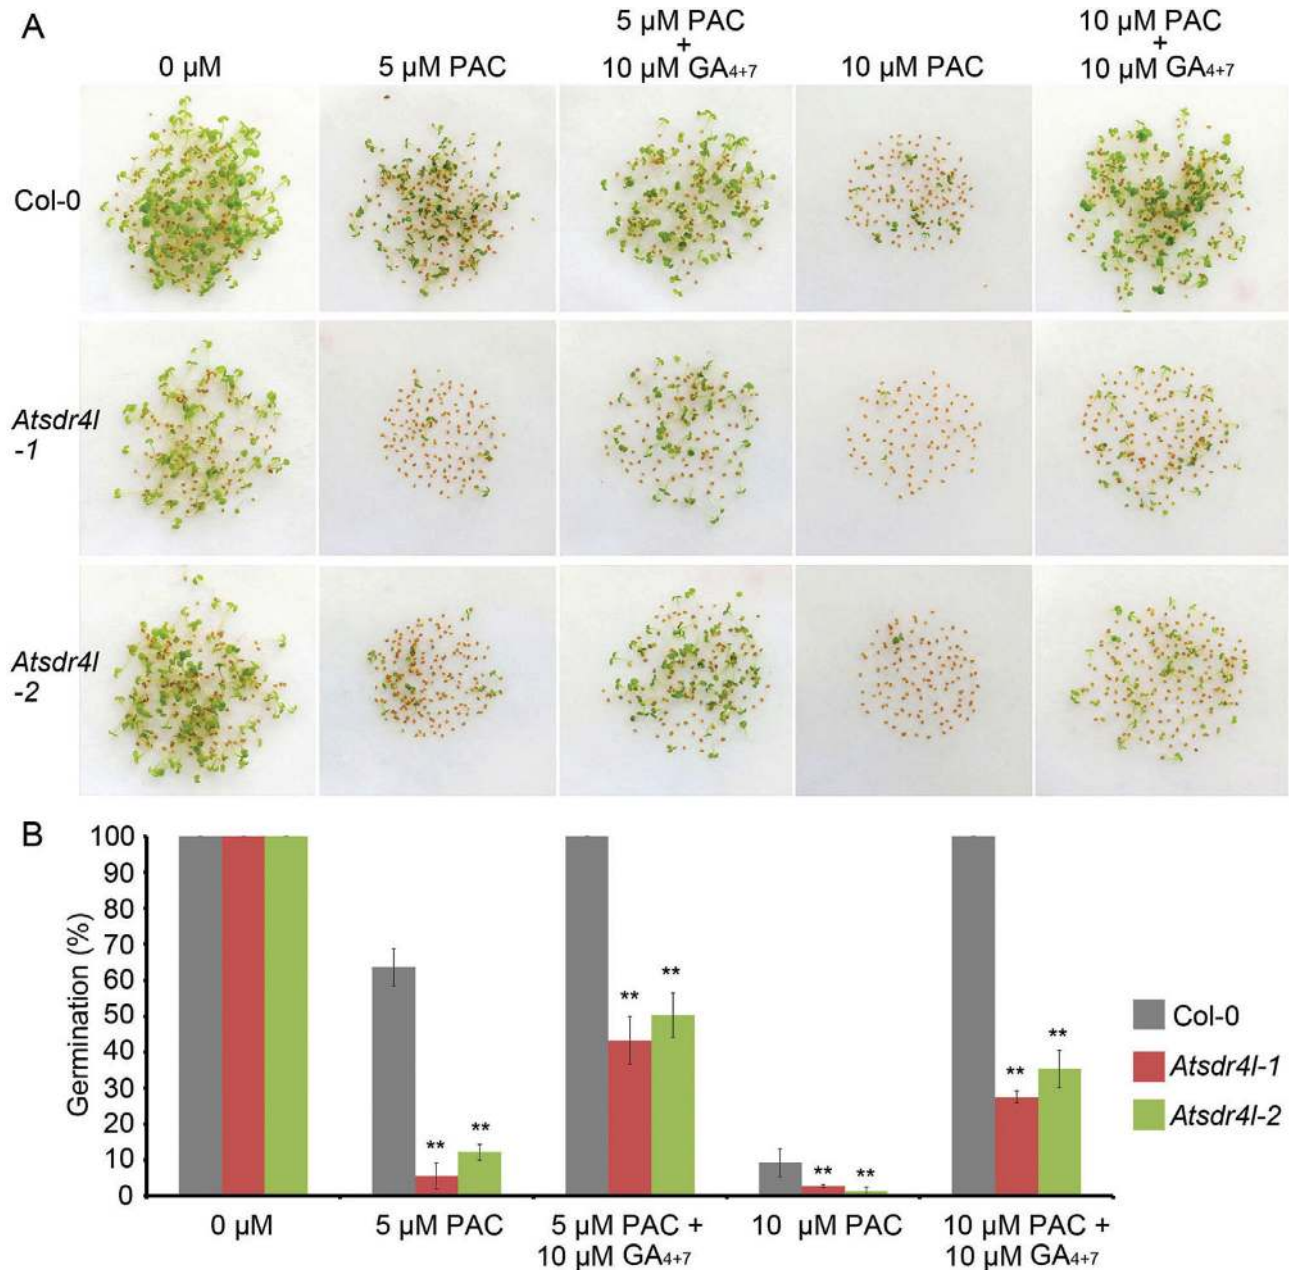 A
0 µM
5 µM PAC
5 µM PAC
+
10 µM GA4+7
10 µM PAC
10 µM PAC
+
10 µM GA4+7
Col-0
Atsdr4l
-1
Atsdr4l
-2
B
Germination (%)
100
90
80
70
60
50
40
30
20
10
0
**
**
**
**
**
**
**
**
0 µM
5 µM PAC
5 µM PAC +
10 µM GA4+7
10 µM PAC
10 µM PAC +
10 µM GA4+7
Col-0
Atsdr4l-1
Atsdr4l-2